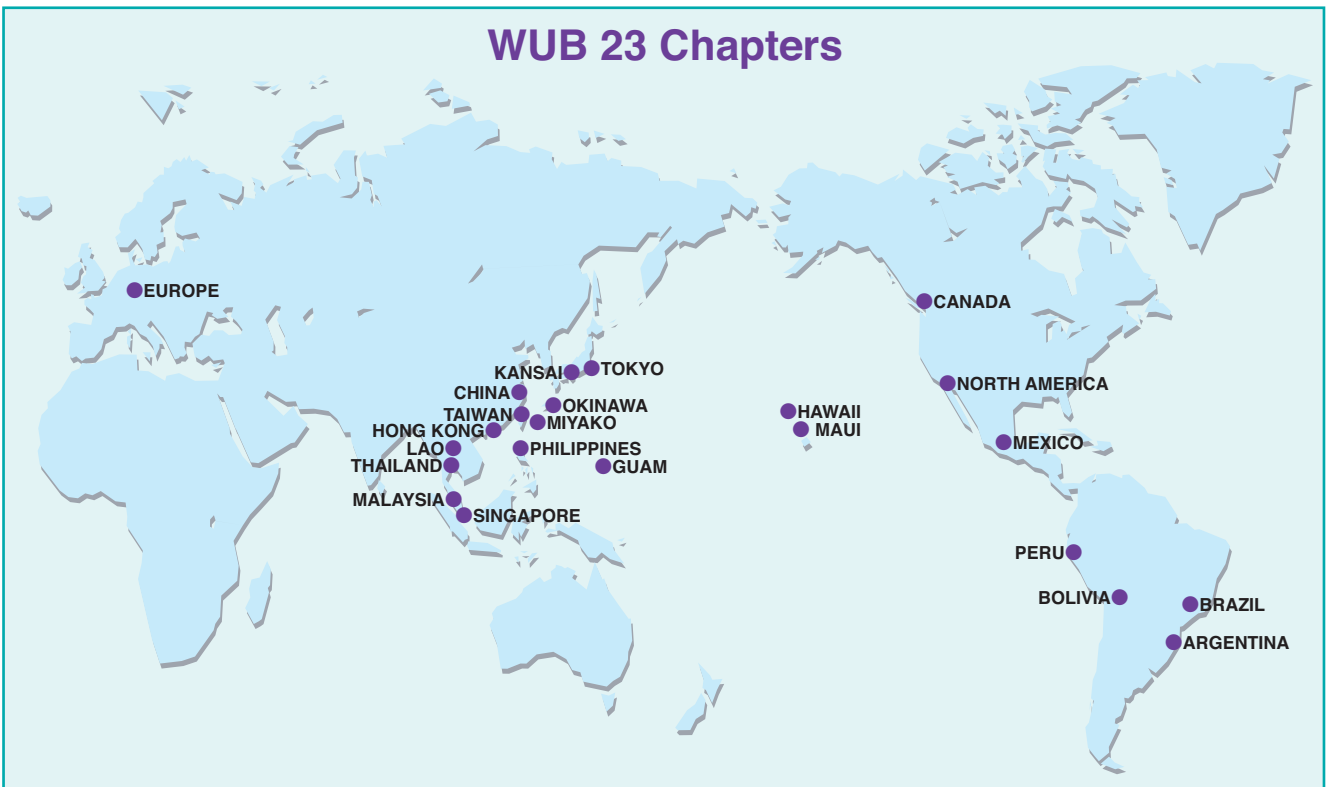 WUB 23 Chapters
EUROPE
CANADA
KANSAI
TOKYO
CHINA
NORTH AMERICA
OKINAWA
TAIWAN
HAWAII
MIYAKO
HONG KONG
MAUI
LAO
PHILIPPINES
MEXICO
THAILAND
GUAM
MALAYSIA
SINGAPORE
PERU
BOLIVIA
BRAZIL
ARGENTINA